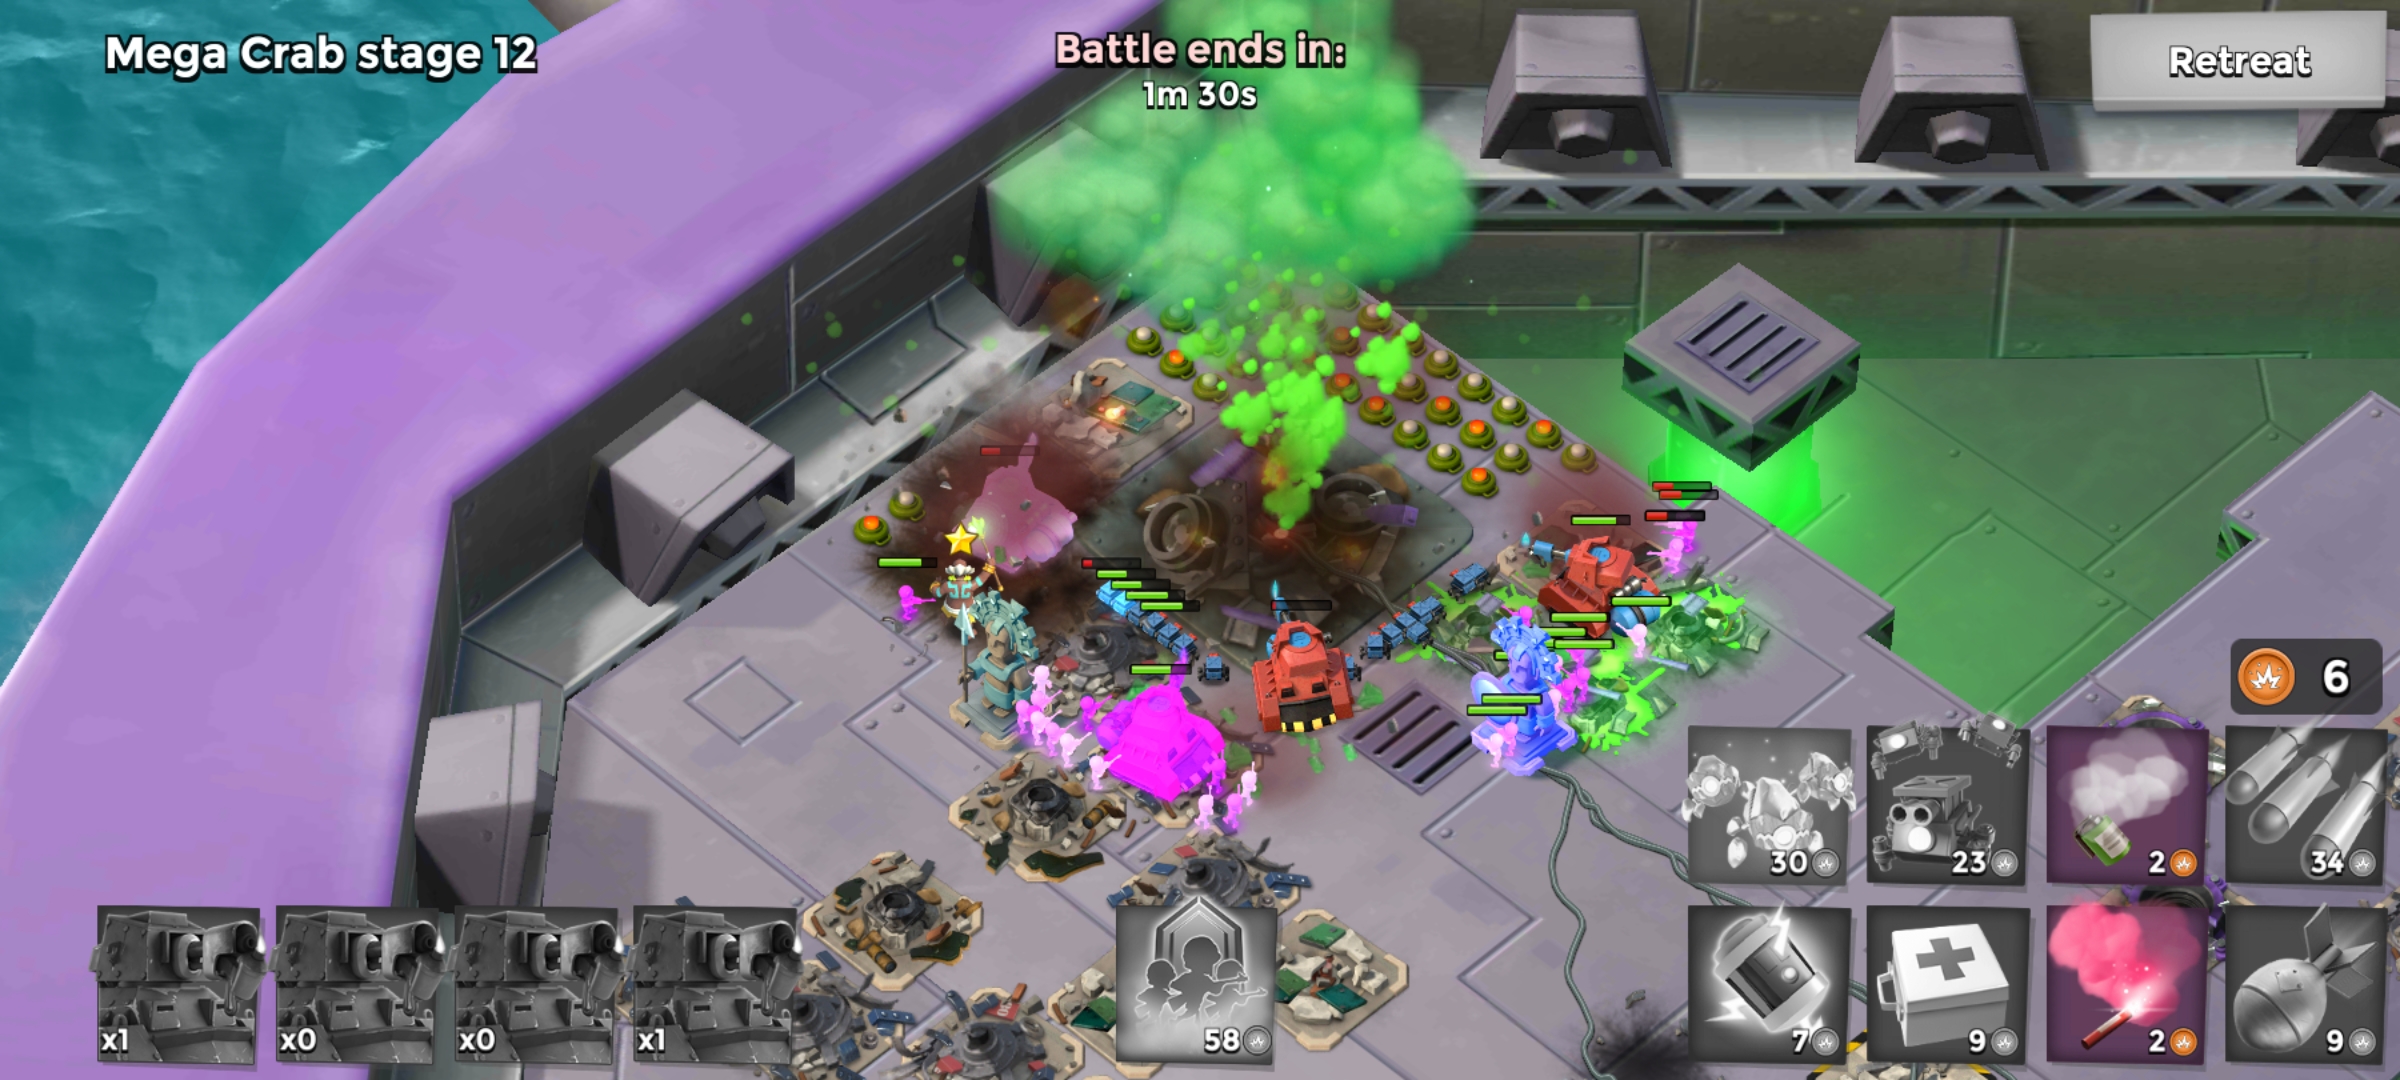 Mega Crab stage 12
Battle ends in:
1m 30s
Retreat
6
30
23
2
34
7
9
2
9
x1
x0
x0
x1
58